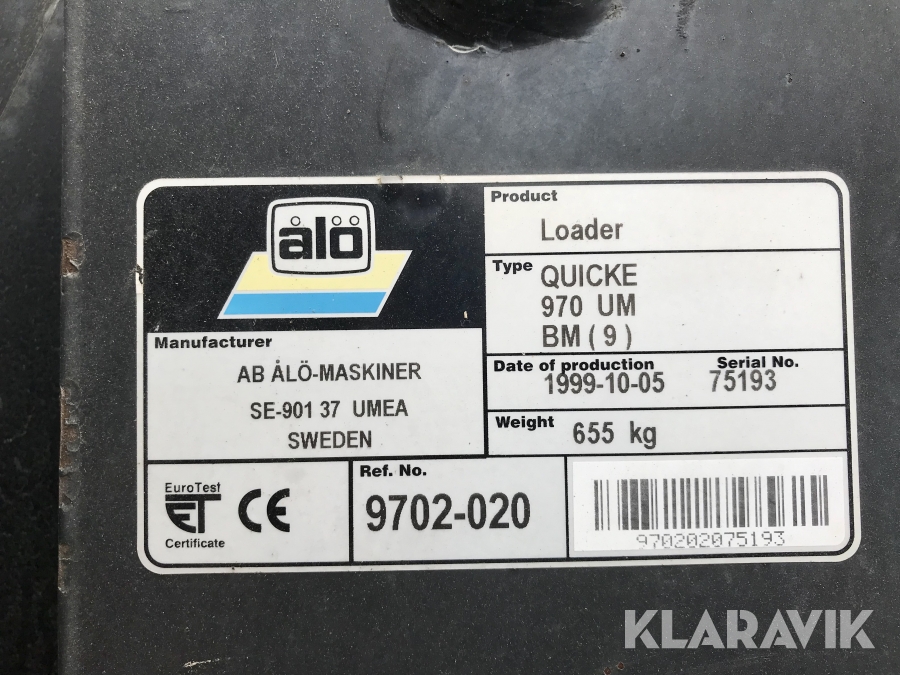 ålö
Manufacturer
AB ÅLÖ-MASKINER
SE-901 37 UMEA
SWEDEN
Product
Loader
Type
QUICKE
970 UM
BM ( 9 )
Date of production
1999-10-05
Serial No.
75193
Weight
655 kg
EuroTest
ET
Certificate
CE
Ref. No.
9702-020
970202075193
KLARAVIK